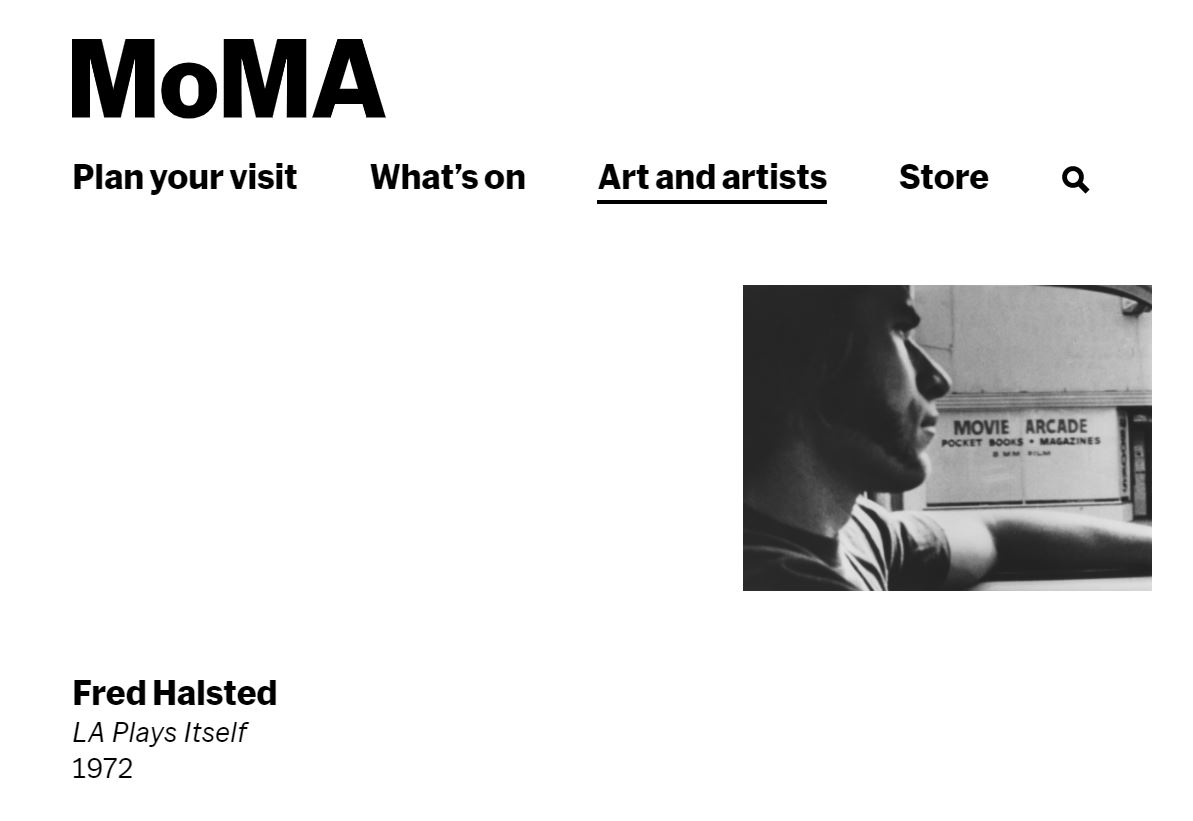 MoMA
Plan your visit
What’s on
Art and artists
Store
MOVIE ARCADE
POCKET BOOKS • MAGAZINES
8 MM FILM
Fred Halsted
LA Plays Itself
1972